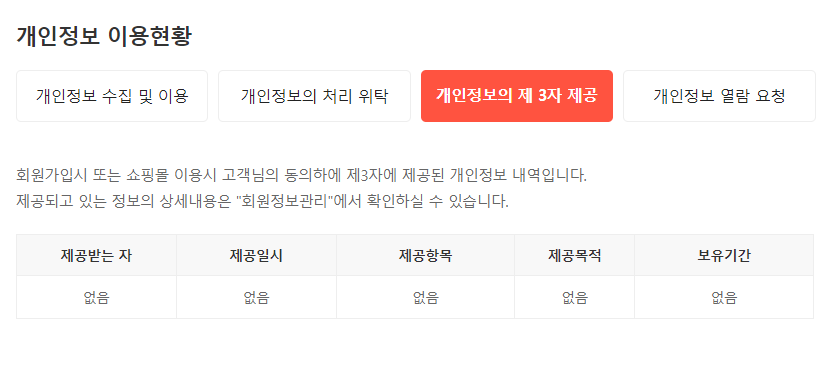 개인정보 이용현황
개인정보 수집 및 이용 개인정보의 처리 위탁 개인정보의 제 3자 제공 개인정보 열람 요청
회원가입시 또는 쇼핑몰 이용시 고객님의 동의하에 제3자에 제공된 개인정보 내역입니다.
제공되고 있는 정보의 상세내용은 "회원정보관리"에서 확인하실 수 있습니다.
제공받는 자 제공일시 제공항목 제공목적 보유기간
없음 없음 없음 없음 없음